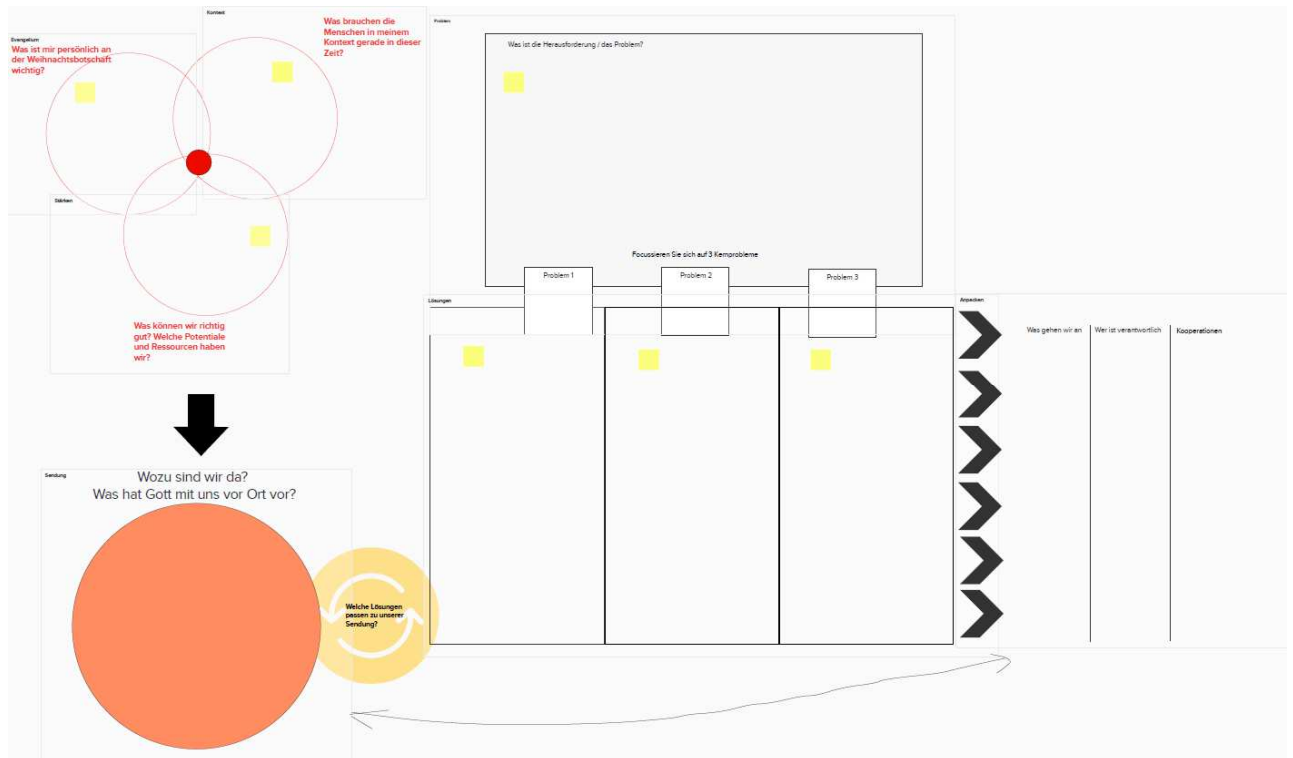 Evangelium
Was ist mir persönlich an
der Weihnachtsbotschaft
wichtig?
Kontext
Was brauchen die
Menschen in meinem
Kontext gerade in dieser
Zeit?
Stärken
Was können wir richtig
gut? Welche Potentiale
und Ressourcen haben
wir?
Sendung
Wozu sind wir da?
Was hat Gott mit uns vor Ort vor?
Welche Lösungen
passen zu unserer
Sendung?
Problem
Was ist die Herausforderung / das Problem?
Focussieren Sie sich auf 3 Kernprobleme
Problem 1
Problem 2
Problem 3
Lösungen
Anpacken
Was gehen wir an
Wer ist verantwortlich
Kooperationen